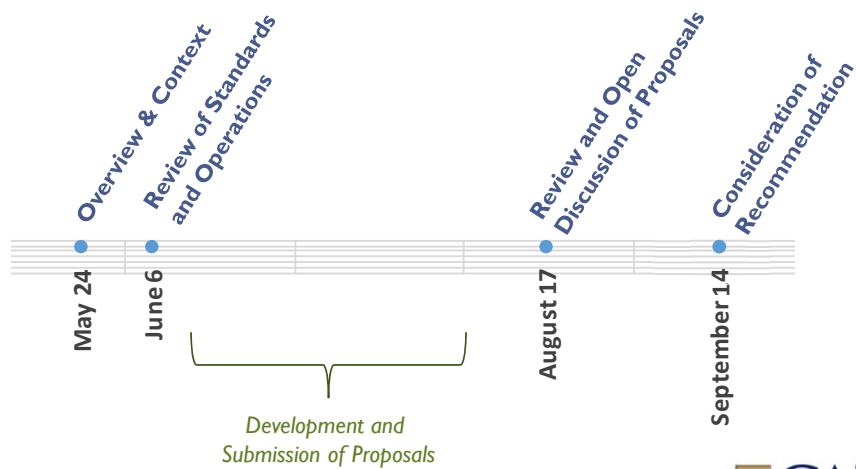 Overview & Context
Review of Standards
and Operations
Review and Open
Discussion of Proposals
Consideration of
Recommendation
May 24
June 6
August 17
September 14
Development and
Submission of Proposals